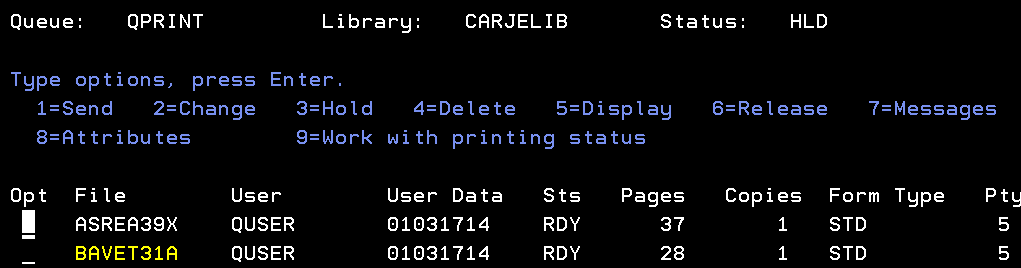 Queue: QPRINT Library: CARJELIB Status: HLD
Type options, press Enter.
1=Send 2=Change 3=Hold 4=Delete 5=Display 6=Release 7=Messages
8=Attributes 9=Work with printing status
Opt File User User Data Sts Pages Copies Form Type Pty
ASREA39X QUSER 01031714 RDY 37 1 STD 5
_ BAVET31A QUSER 01031714 RDY 28 1 STD 5